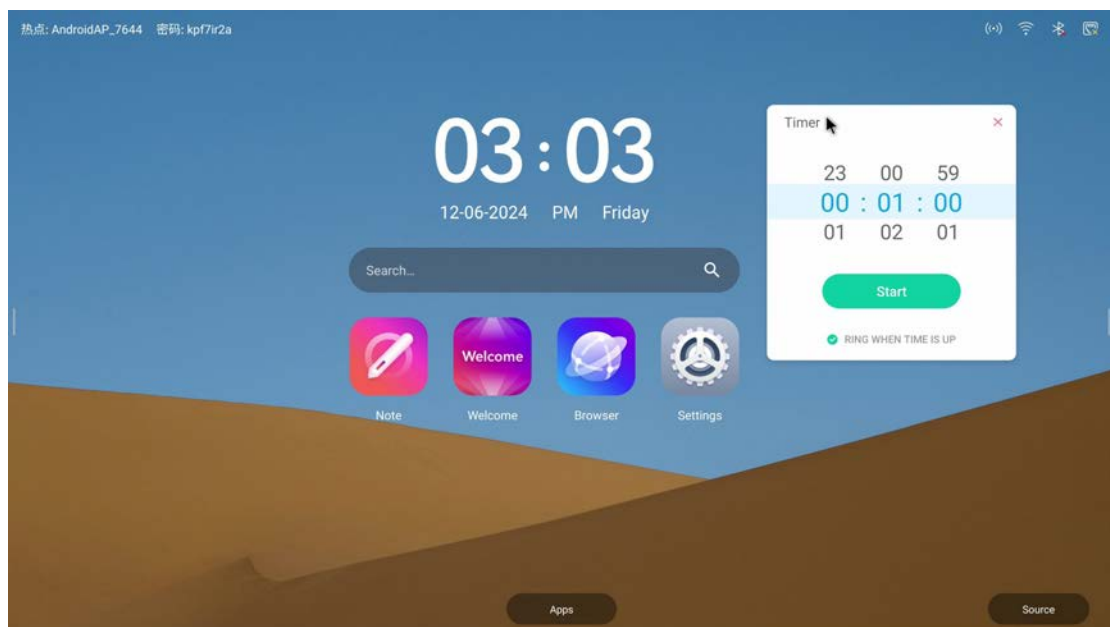 热点: AndroidAP_7644 密码: kpf7ir2a
03:03
12-06-2024 PM Friday
Search...
Note
Welcome
Welcome
Browser
Settings
Timer
23 00 59
00 : 01 : 00
01 02 01
Start
RING WHEN TIME IS UP
Apps
Source